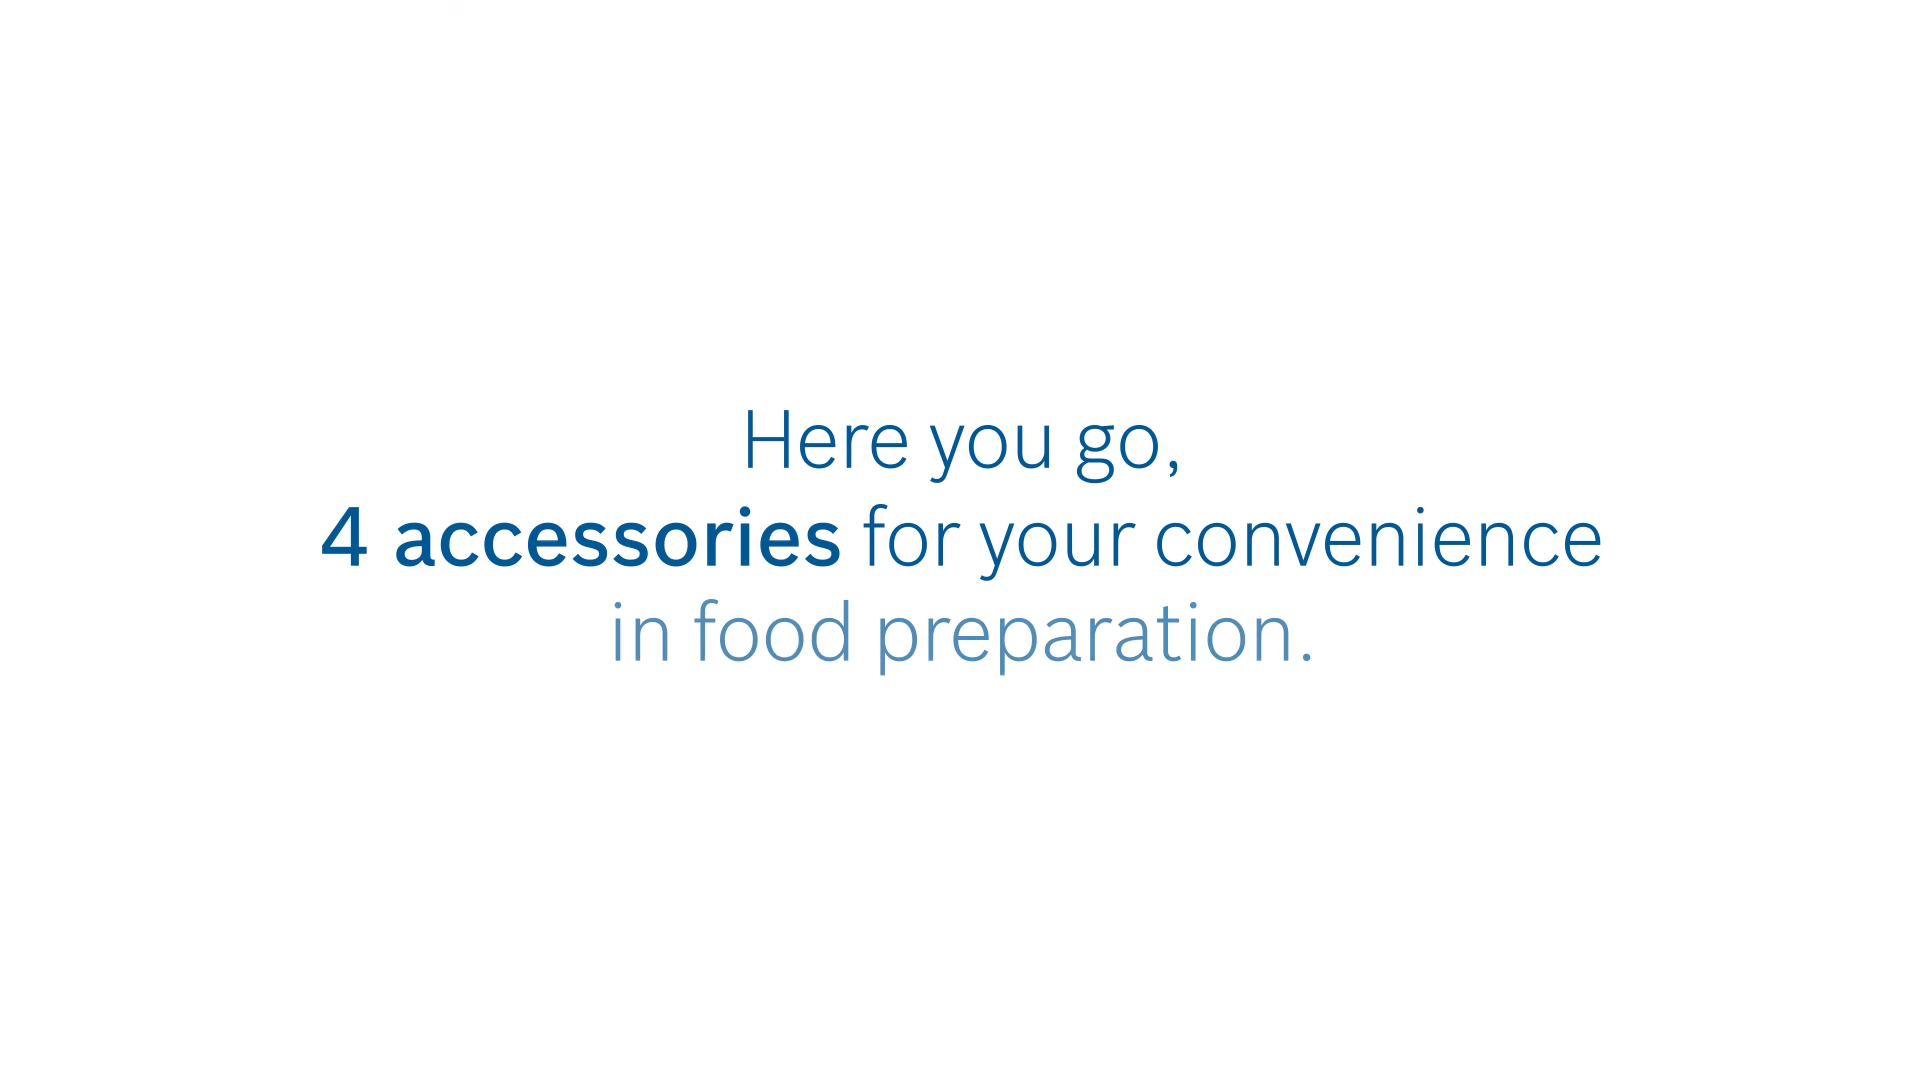 Here you go,
4 accessories for your convenience
in food preparation.